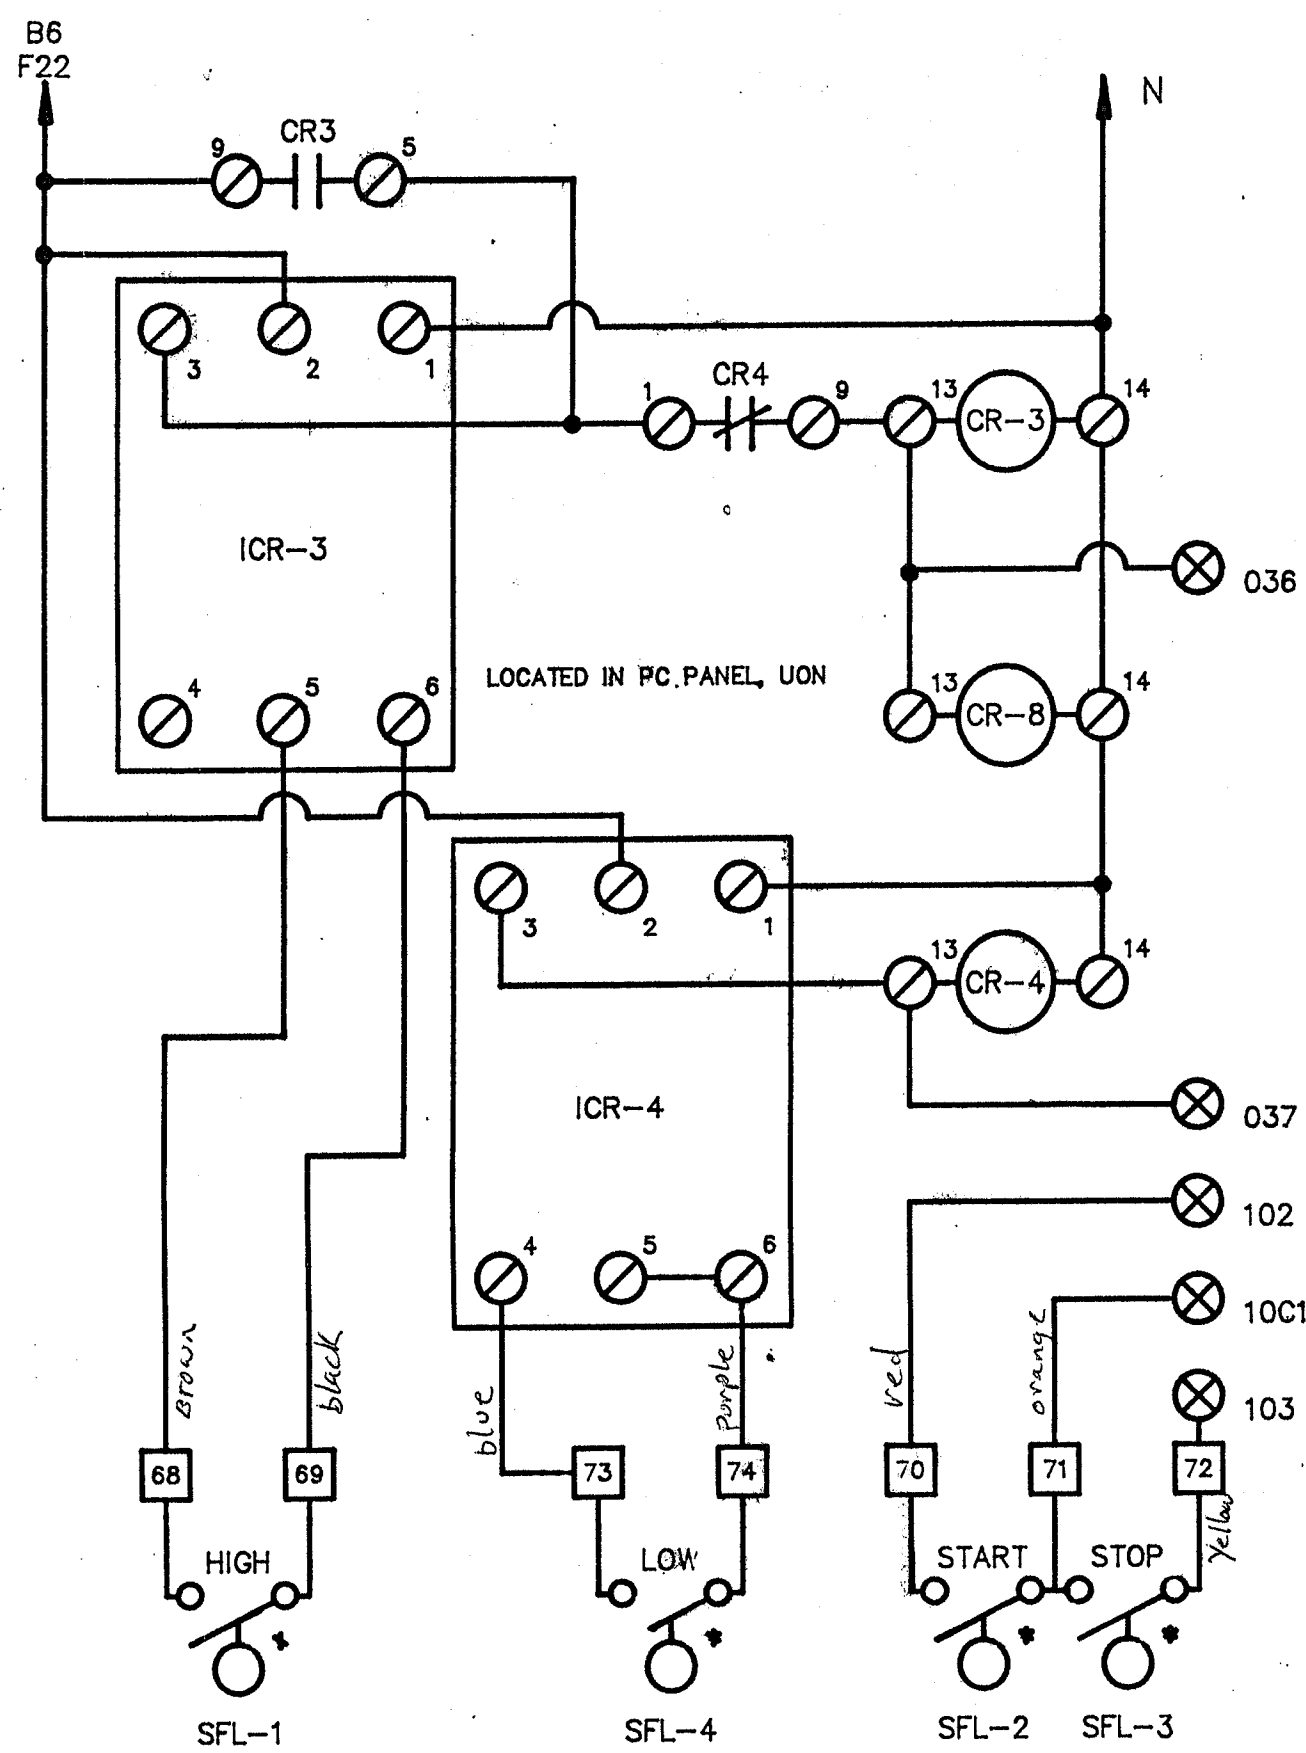 B6
F22
N
9 CR3 5
3 2 1
1 CR4 9 13 CR-3 14
ICR-3
036
LOCATED IN PC.PANEL, UON
4 5 6
13 CR-8 14
3 2 1
13 CR-4 14
ICR-4
037
102
4 5 6
10C1
103
Brown
black
blue
purple
red
orange
68
69
73
74
70
71
72
yellow
HIGH
LOW
START
STOP
*
*
*
*
SFL-1
SFL-4
SFL-2
SFL-3